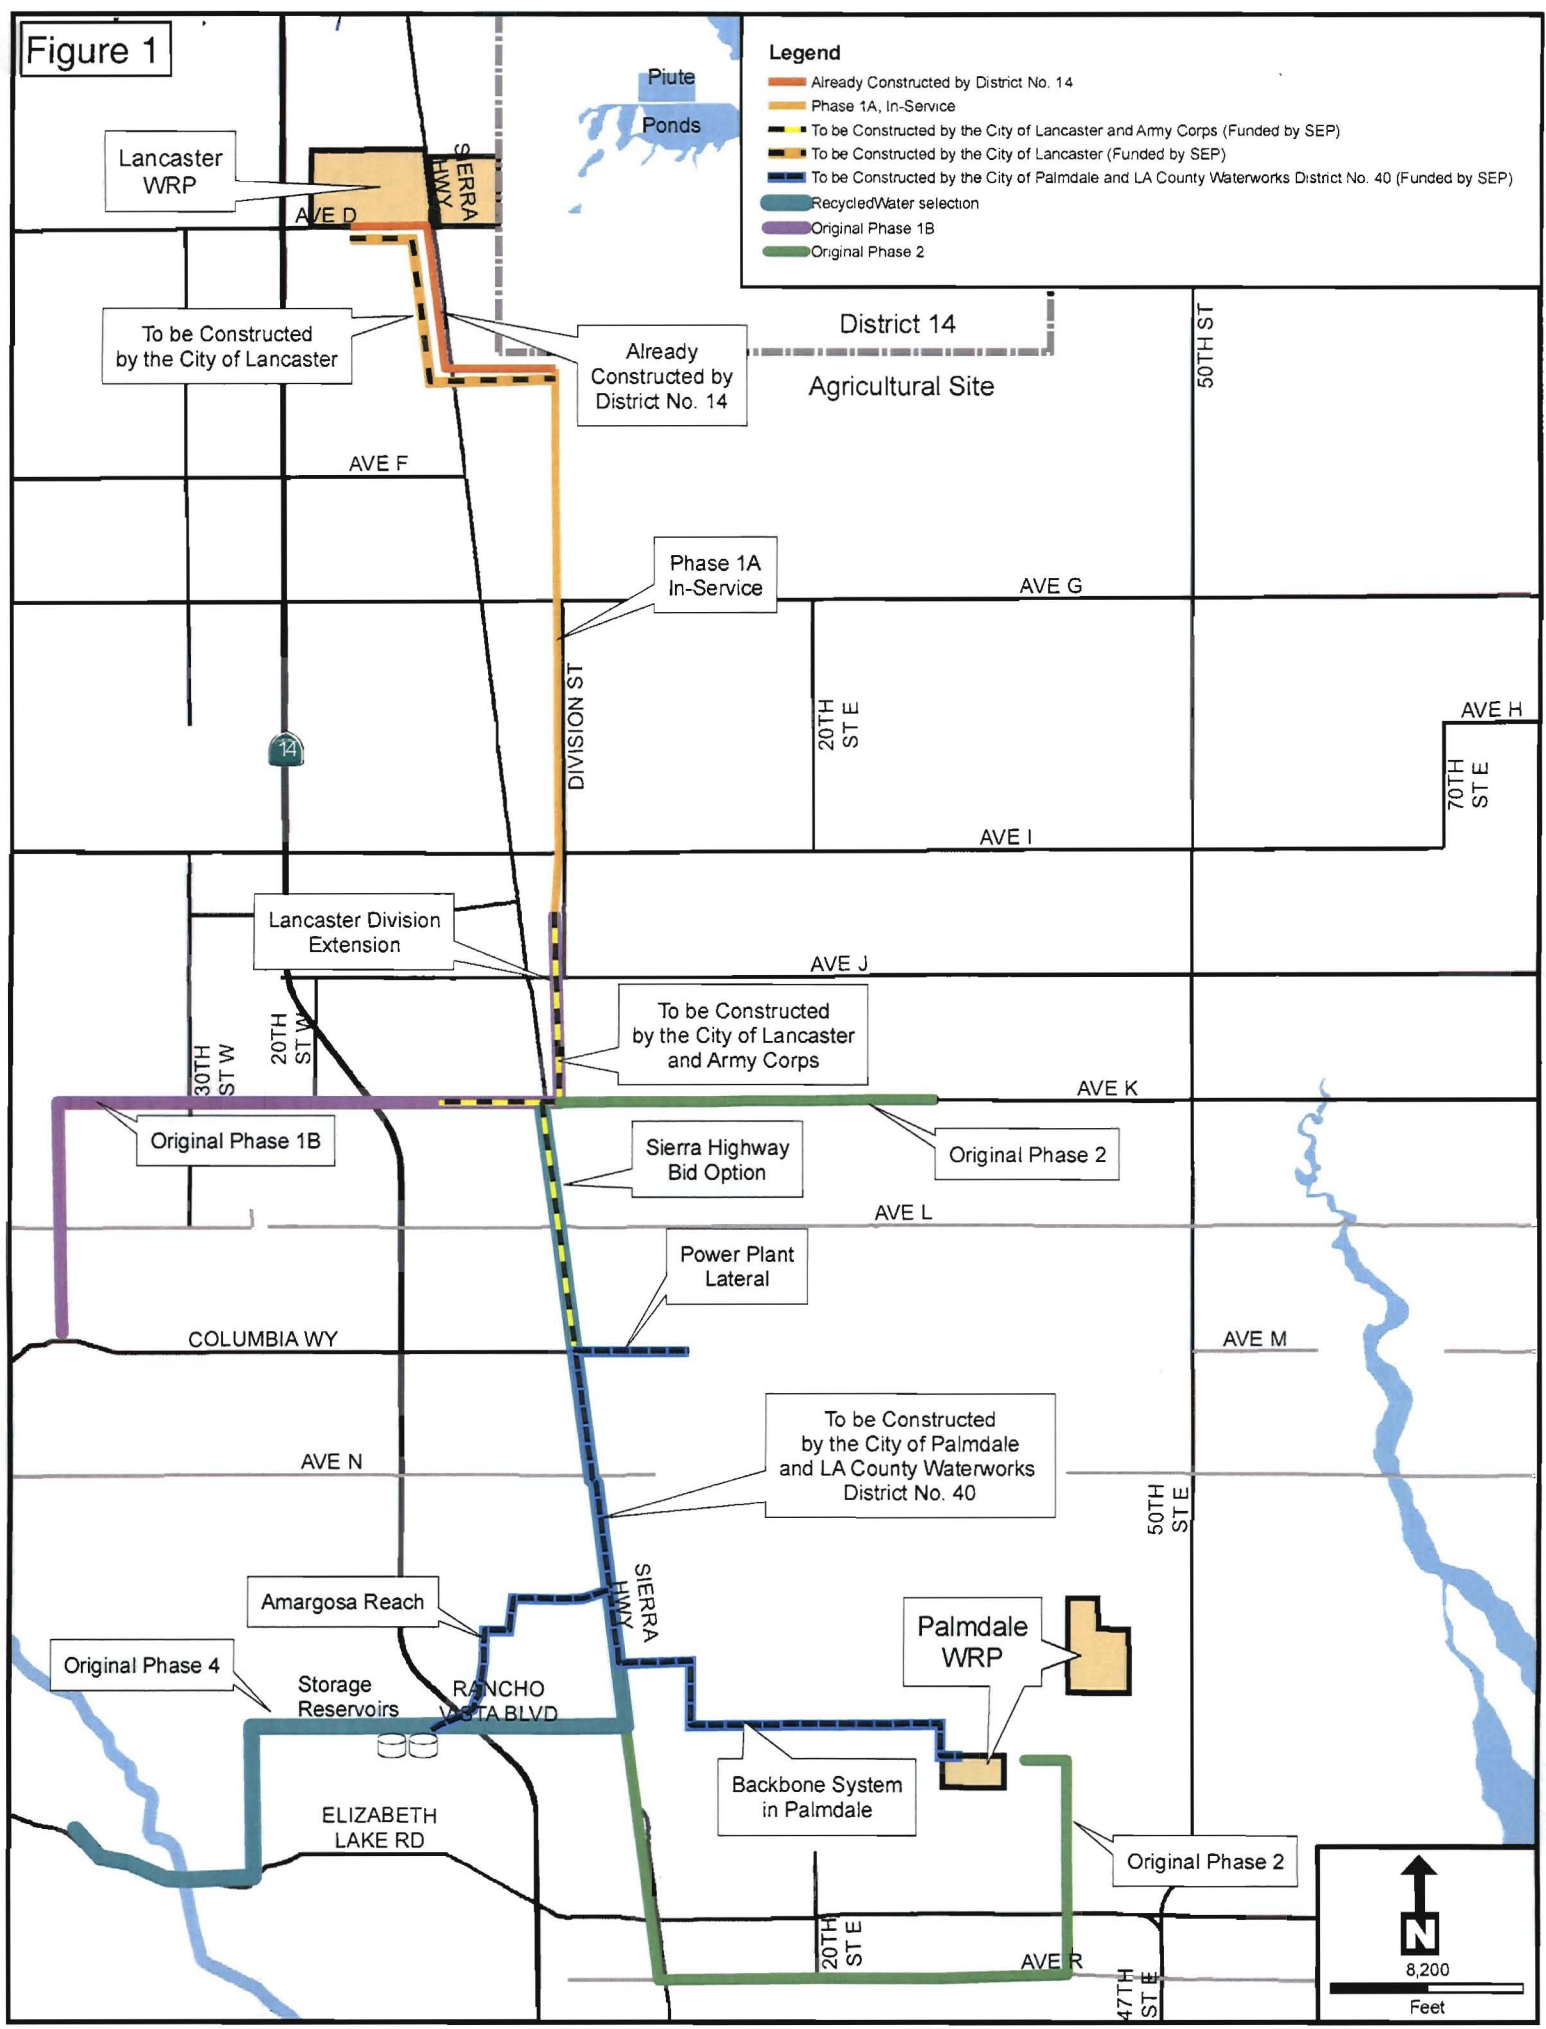 Figure 1
Legend
Already Constructed by District No. 14
Phase 1A, In-Service
To be Constructed by the City of Lancaster and Army Corps (Funded by SEP)
To be Constructed by the City of Lancaster (Funded by SEP)
To be Constructed by the City of Palmdale and LA County Waterworks District No. 40 (Funded by SEP)
RecycledWater selection
Original Phase 1B
Original Phase 2
Piute
Ponds
Lancaster
WRP
SIERRA
HWY
AVE D
To be Constructed
by the City of Lancaster
Already
Constructed by
District No. 14
District 14
Agricultural Site
50TH ST
AVE F
Phase 1A
In-Service
AVE G
DIVISION ST
20TH
ST E
AVE H
70TH
ST E
14
AVE I
Lancaster Division
Extension
AVE J
To be Constructed
by the City of Lancaster
and Army Corps
20TH
ST W
30TH
ST W
AVE K
Original Phase 1B
Sierra Highway
Bid Option
Original Phase 2
AVE L
Power Plant
Lateral
COLUMBIA WY
AVE M
To be Constructed
by the City of Palmdale
and LA County Waterworks
District No. 40
AVE N
50TH
ST E
SIERRA
HWY
Amargosa Reach
Palmdale
WRP
Original Phase 4
Storage
Reservoirs
RANCHO
VISTA BLVD
Backbone System
in Palmdale
ELIZABETH
LAKE RD
Original Phase 2
20TH
ST E
AVE R
47TH
ST E
N
8,200
Feet